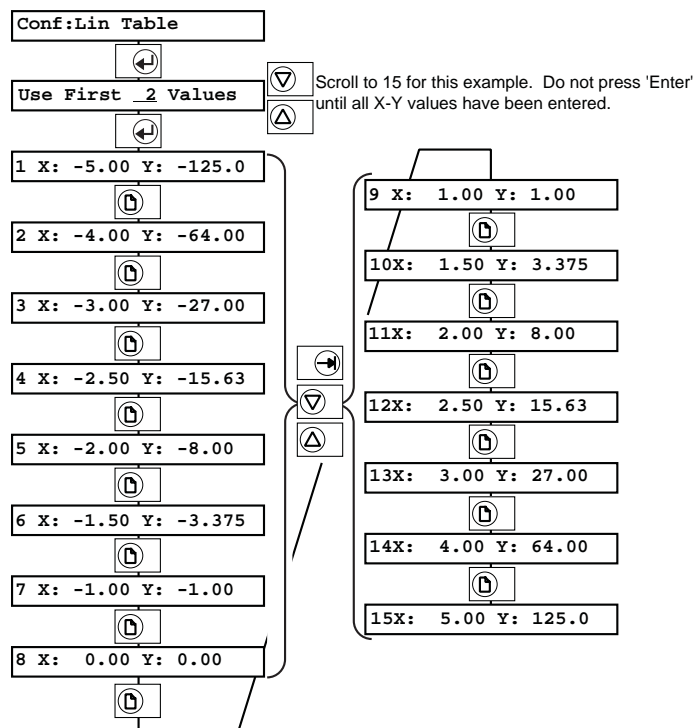 Conf:Lin Table
Use First 2 Values
Scroll to 15 for this example. Do not press 'Enter'
until all X-Y values have been entered.
1 X: -5.00 Y: -125.0
2 X: -4.00 Y: -64.00
3 X: -3.00 Y: -27.00
4 X: -2.50 Y: -15.63
5 X: -2.00 Y: -8.00
6 X: -1.50 Y: -3.375
7 X: -1.00 Y: -1.00
8 X: 0.00 Y: 0.00
9 X: 1.00 Y: 1.00
10X: 1.50 Y: 3.375
11X: 2.00 Y: 8.00
12X: 2.50 Y: 15.63
13X: 3.00 Y: 27.00
14X: 4.00 Y: 64.00
15X: 5.00 Y: 125.0